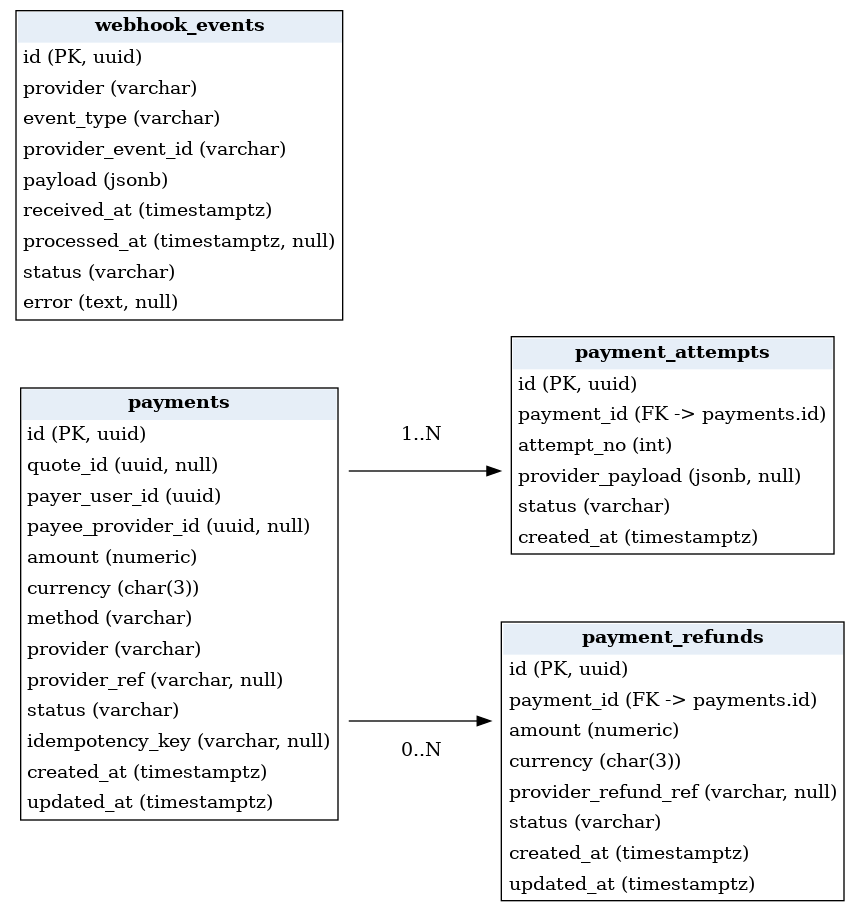 webhook_events
id (PK, uuid)
provider (varchar)
event_type (varchar)
provider_event_id (varchar)
payload (jsonb)
received_at (timestamptz)
processed_at (timestamptz, null)
status (varchar)
error (text, null)
payments
id (PK, uuid)
quote_id (uuid, null)
payer_user_id (uuid)
payee_provider_id (uuid, null)
amount (numeric)
currency (char(3))
method (varchar)
provider (varchar)
provider_ref (varchar, null)
status (varchar)
idempotency_key (varchar, null)
created_at (timestamptz)
updated_at (timestamptz)
1..N
0..N
payment_attempts
id (PK, uuid)
payment_id (FK -> payments.id)
attempt_no (int)
provider_payload (jsonb, null)
status (varchar)
created_at (timestamptz)
payment_refunds
id (PK, uuid)
payment_id (FK -> payments.id)
amount (numeric)
currency (char(3))
provider_refund_ref (varchar, null)
status (varchar)
created_at (timestamptz)
updated_at (timestamptz)